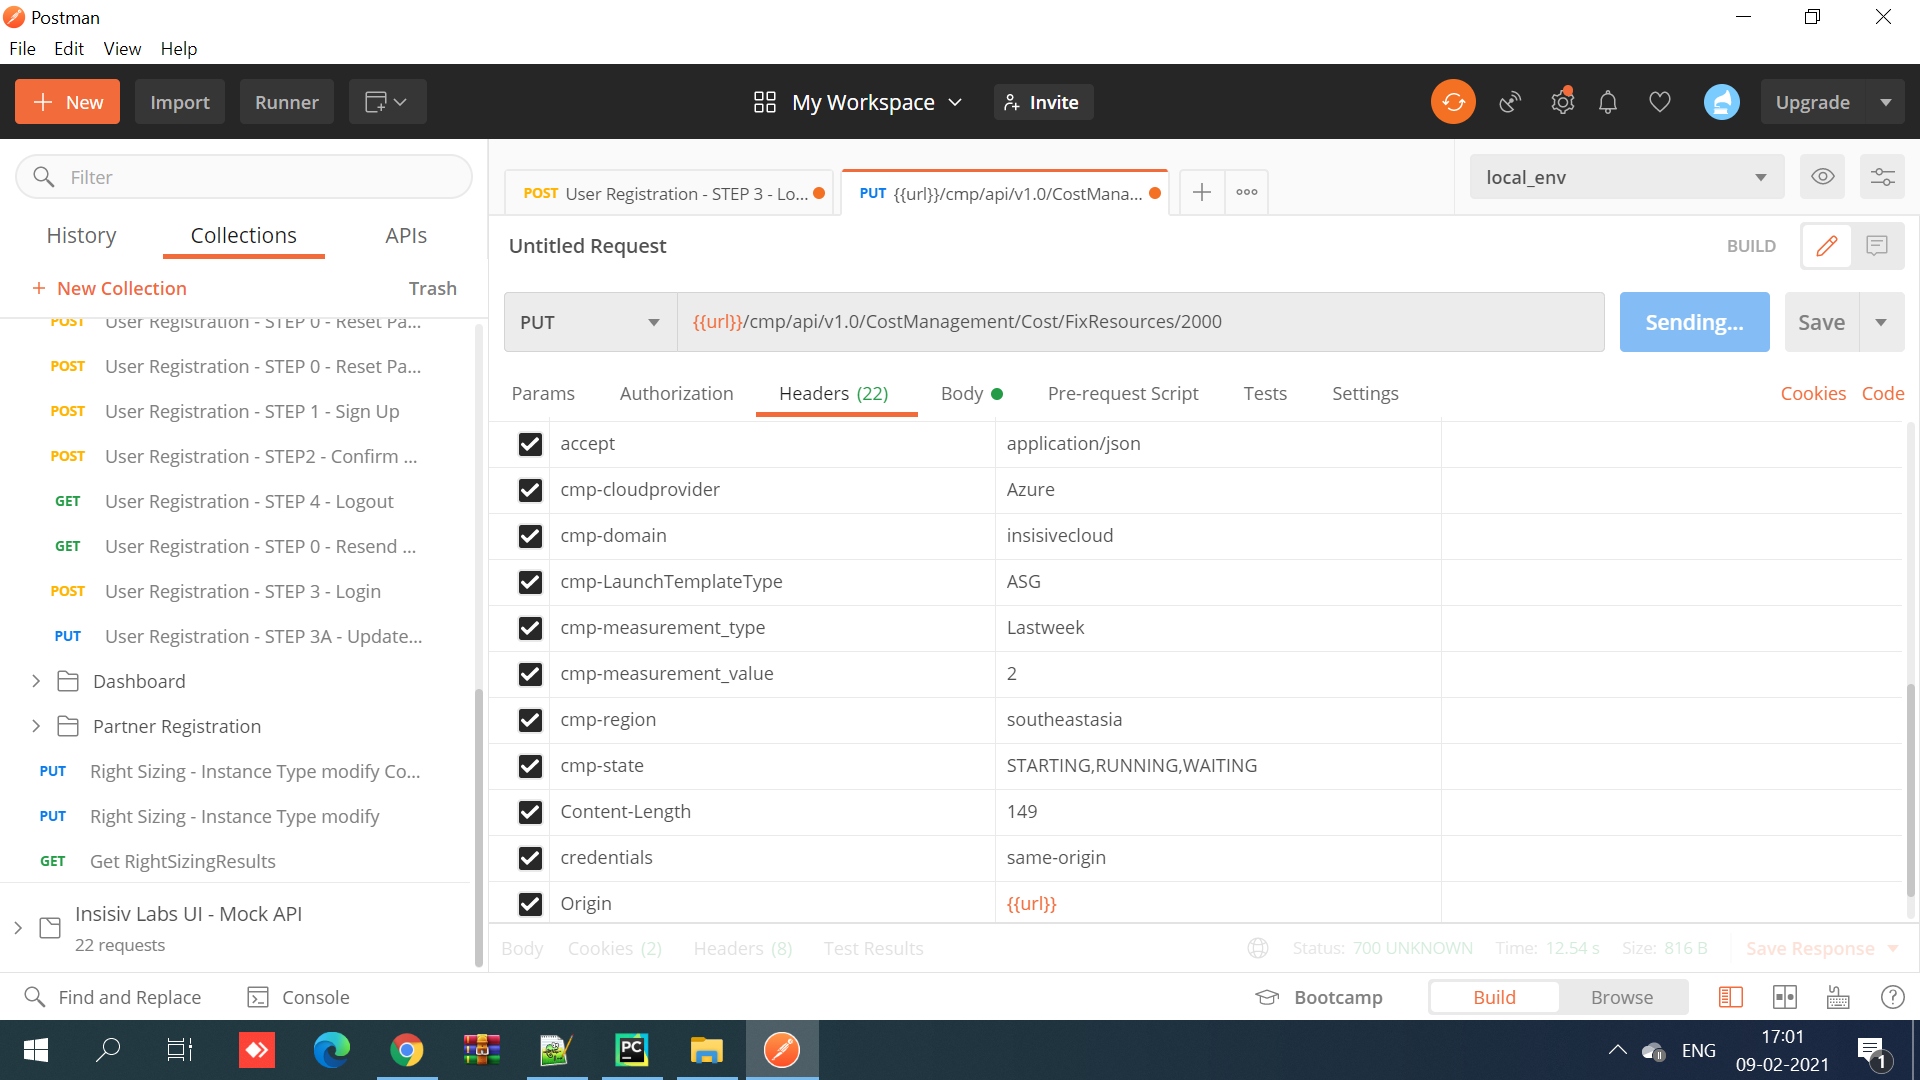 Postman
File Edit View Help
New Import Runner My Workspace Invite Upgrade
Filter
History Collections APIs
+ New Collection Trash
POST User Registration - STEP 0 - Reset Pa...
POST User Registration - STEP 0 - Reset Pa...
POST User Registration - STEP 1 - Sign Up
POST User Registration - STEP2 - Confirm ...
GET User Registration - STEP 4 - Logout
GET User Registration - STEP 0 - Resend ...
POST User Registration - STEP 3 - Login
PUT User Registration - STEP 3A - Update...
Dashboard
Partner Registration
PUT Right Sizing - Instance Type modify Co...
PUT Right Sizing - Instance Type modify
GET Get RightSizingResults
Insisiv Labs UI - Mock API
22 requests
POST User Registration - STEP 3 - Lo... PUT {{url}}/cmp/api/v1.0/CostMana... local_env
Untitled Request BUILD
PUT {{url}}/cmp/api/v1.0/CostManagement/Cost/FixResources/2000 Sending... Save
Params Authorization Headers (22) Body Pre-request Script Tests Settings Cookies Code
accept application/json
cmp-cloudprovider Azure
cmp-domain insisivecloud
cmp-LaunchTemplateType ASG
cmp-measurement_type Lastweek
cmp-measurement_value 2
cmp-region southeastasia
cmp-state STARTING,RUNNING,WAITING
Content-Length 149
credentials same-origin
Origin {{url}}
Body Cookies (2) Headers (8) Test Results Status: 700 UNKNOWN Time: 12.54 s Size: 816 B Save Response
Find and Replace Console Bootcamp Build Browse
PC
ENG
17:01
09-02-2021
1